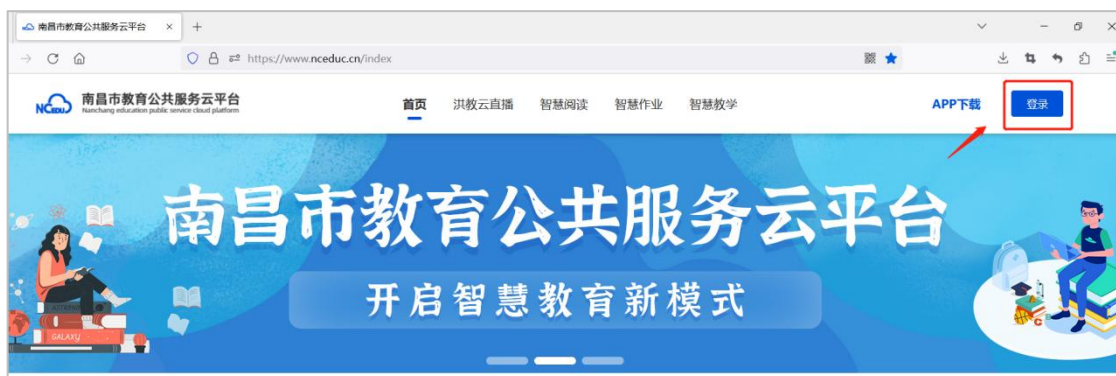 南昌市教育公共服务云平台
https://www.nceduc.cn/index
NCEDU 南昌市教育公共服务云平台
Nanchang education public service cloud platform
首页 洪教云直播 智慧阅读 智慧作业 智慧教学 APP下载 登录
南昌市教育公共服务云平台
开启智慧教育新模式
GALAXY
C